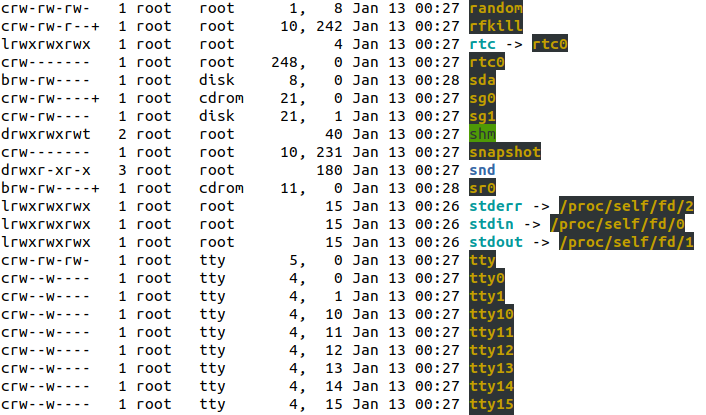 crw-rw-rw-   1 root   root      1,   8 Jan 13 00:27 random
crw-rw-r--+  1 root   root     10, 242 Jan 13 00:27 rfkill
lrwxrwxrwx   1 root   root           4 Jan 13 00:27 rtc -> rtc0
crw-------   1 root   root    248,   0 Jan 13 00:27 rtc0
brw-rw----   1 root   disk      8,   0 Jan 13 00:28 sda
crw-rw----+  1 root   cdrom    21,   0 Jan 13 00:27 sg0
crw-rw----   1 root   disk     21,   1 Jan 13 00:27 sg1
drwxrwxrwt   2 root   root          40 Jan 13 00:27 shm
crw-------   1 root   root     10, 231 Jan 13 00:27 snapshot
drwxr-xr-x   3 root   root         180 Jan 13 00:27 snd
brw-rw----+  1 root   cdrom    11,   0 Jan 13 00:28 sr0
lrwxrwxrwx   1 root   root          15 Jan 13 00:26 stderr -> /proc/self/fd/2
lrwxrwxrwx   1 root   root          15 Jan 13 00:26 stdin -> /proc/self/fd/0
lrwxrwxrwx   1 root   root          15 Jan 13 00:26 stdout -> /proc/self/fd/1
crw-rw-rw-   1 root   tty       5,   0 Jan 13 00:27 tty
crw--w----   1 root   tty       4,   0 Jan 13 00:27 tty0
crw--w----   1 root   tty       4,   1 Jan 13 00:27 tty1
crw--w----   1 root   tty       4,  10 Jan 13 00:27 tty10
crw--w----   1 root   tty       4,  11 Jan 13 00:27 tty11
crw--w----   1 root   tty       4,  12 Jan 13 00:27 tty12
crw--w----   1 root   tty       4,  13 Jan 13 00:27 tty13
crw--w----   1 root   tty       4,  14 Jan 13 00:27 tty14
crw--w----   1 root   tty       4,  15 Jan 13 00:27 tty15